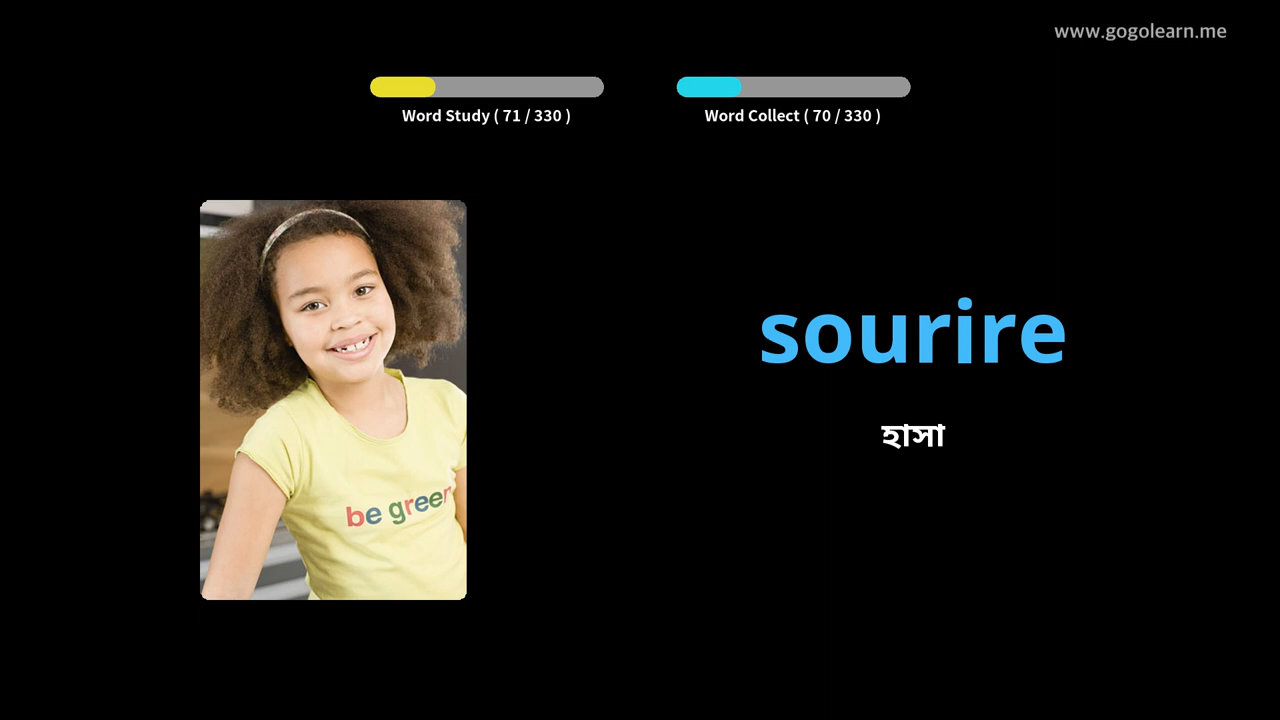 www.gogolearn.me
Word Study ( 71 / 330 )
Word Collect ( 70 / 330 )
sourire
হাসা
be green